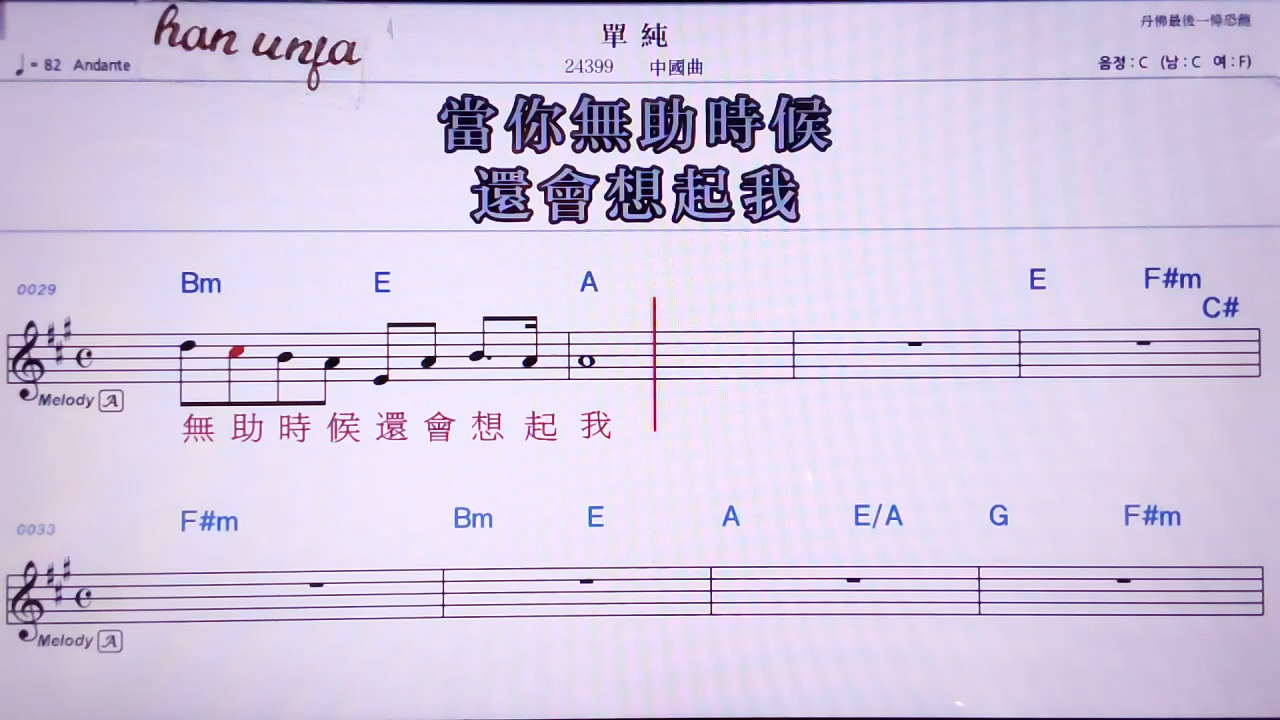 han unfa
單純
丹佛最後一條恐龍
♩= 82 Andante
24399 中國曲
음정 : C (남 : C 여 : F)
當你無助時候
還會想起我
0029 Bm E A E F#m C#
Melody A
無助時候還會想起我
0033 F#m Bm E A E/A G F#m
Melody A